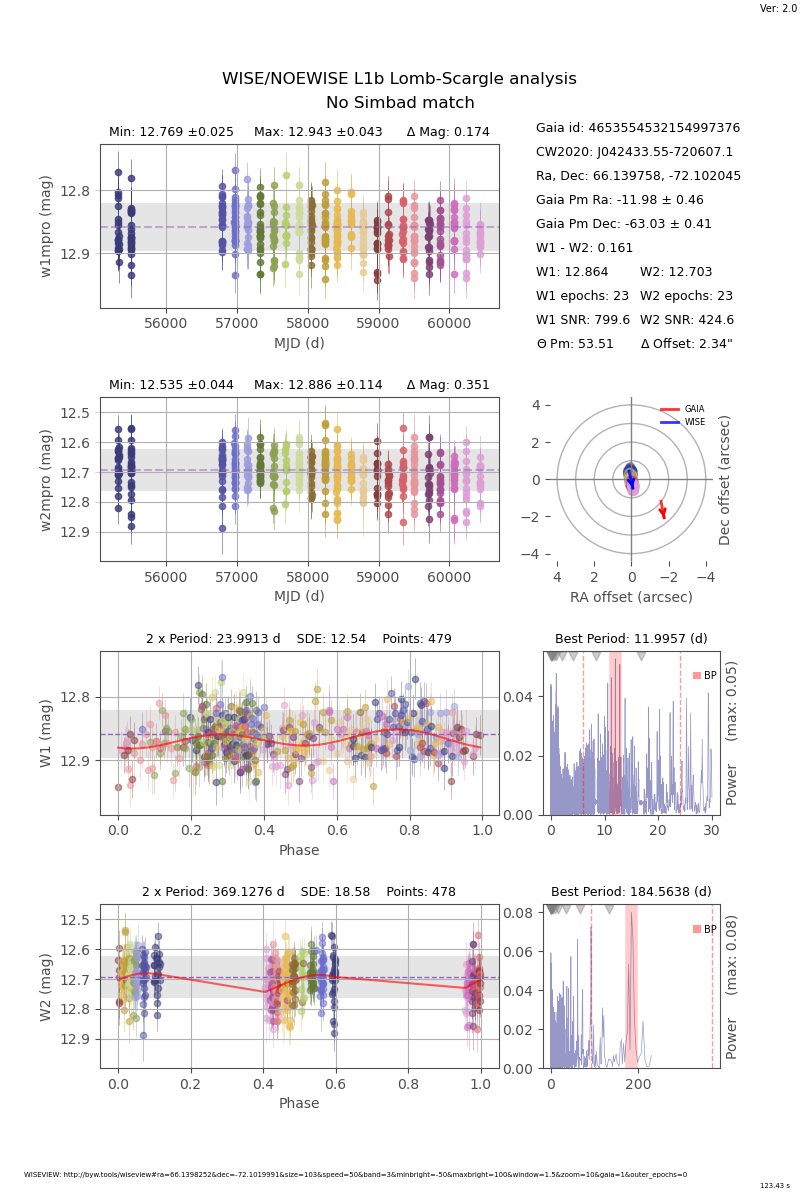 Ver: 2.0
WISE/NOEWISE L1b Lomb-Scargle analysis
No Simbad match
Min: 12.769 ±0.025 Max: 12.943 ±0.043 Δ Mag: 0.174
w1mpro (mag)
12.8
12.9
56000 57000 58000 59000 60000
MJD (d)
Gaia id: 4653554532154997376
CW2020: J042433.55-720607.1
Ra, Dec: 66.139758, -72.102045
Gaia Pm Ra: -11.98 ± 0.46
Gaia Pm Dec: -63.03 ± 0.41
W1 - W2: 0.161
W1: 12.864 W2: 12.703
W1 epochs: 23 W2 epochs: 23
W1 SNR: 799.6 W2 SNR: 424.6
Θ Pm: 53.51 Δ Offset: 2.34"
Min: 12.535 ±0.044 Max: 12.886 ±0.114 Δ Mag: 0.351
w2mpro (mag)
12.5
12.6
12.7
12.8
12.9
56000 57000 58000 59000 60000
MJD (d)
GAIA
WISE
4
2
0
−2
−4
4 2 0 −2 −4
RA offset (arcsec)
Dec offset (arcsec)
2 x Period: 23.9913 d SDE: 12.54 Points: 479
W1 (mag)
12.8
12.9
0.0 0.2 0.4 0.6 0.8 1.0
Phase
Best Period: 11.9957 (d)
BP
0.04
0.02
0.00
0 10 20 30
Power (max: 0.05)
2 x Period: 369.1276 d SDE: 18.58 Points: 478
W2 (mag)
12.5
12.6
12.7
12.8
12.9
0.0 0.2 0.4 0.6 0.8 1.0
Phase
Best Period: 184.5638 (d)
BP
0.08
0.06
0.04
0.02
0.00
0 200
Power (max: 0.08)
WISEVIEW: http://byw.tools/wiseview#ra=66.1398252&dec=-72.1019991&size=103&speed=50&band=3&minbright=-50&maxbright=100&window=1.5&zoom=10&gaia=1&outer_epochs=0
123.43 s